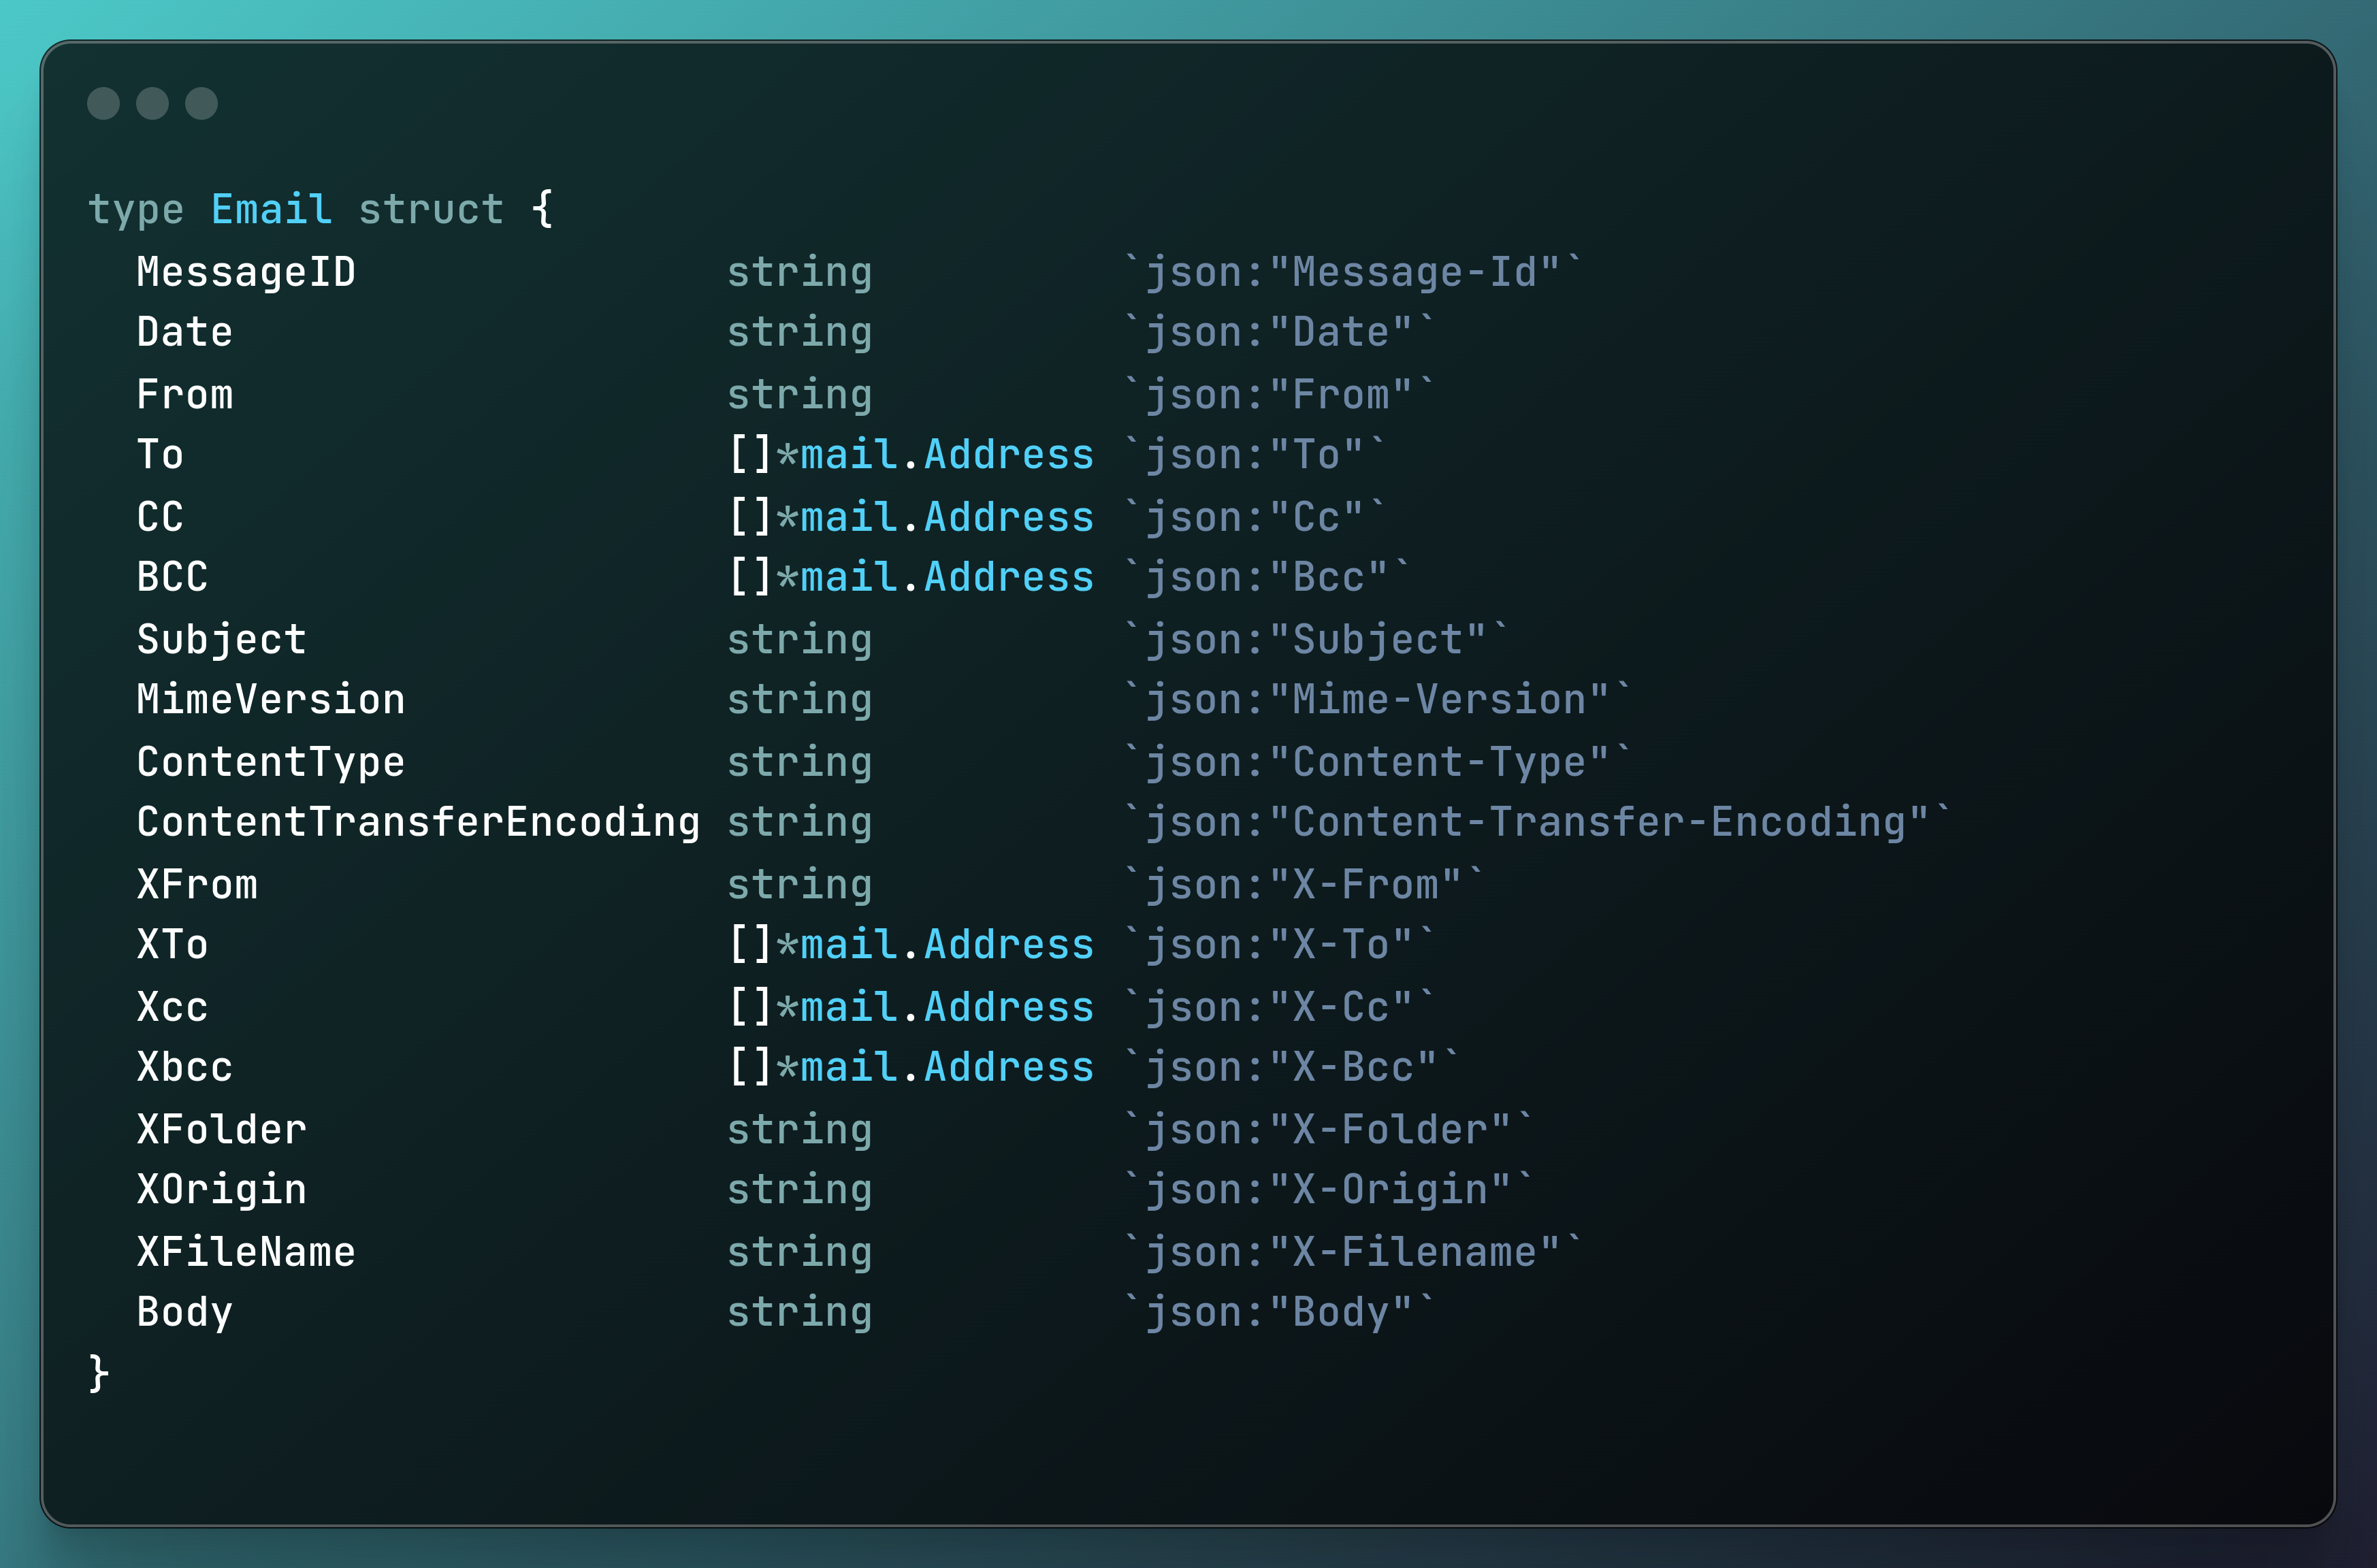 type Email struct {
  MessageID               string          `json:"Message-Id"`
  Date                    string          `json:"Date"`
  From                    string          `json:"From"`
  To                      []*mail.Address `json:"To"`
  CC                      []*mail.Address `json:"Cc"`
  BCC                     []*mail.Address `json:"Bcc"`
  Subject                 string          `json:"Subject"`
  MimeVersion             string          `json:"Mime-Version"`
  ContentType             string          `json:"Content-Type"`
  ContentTransferEncoding string          `json:"Content-Transfer-Encoding"`
  XFrom                   string          `json:"X-From"`
  XTo                     []*mail.Address `json:"X-To"`
  Xcc                     []*mail.Address `json:"X-Cc"`
  Xbcc                    []*mail.Address `json:"X-Bcc"`
  XFolder                 string          `json:"X-Folder"`
  XOrigin                 string          `json:"X-Origin"`
  XFileName               string          `json:"X-Filename"`
  Body                    string          `json:"Body"`
}